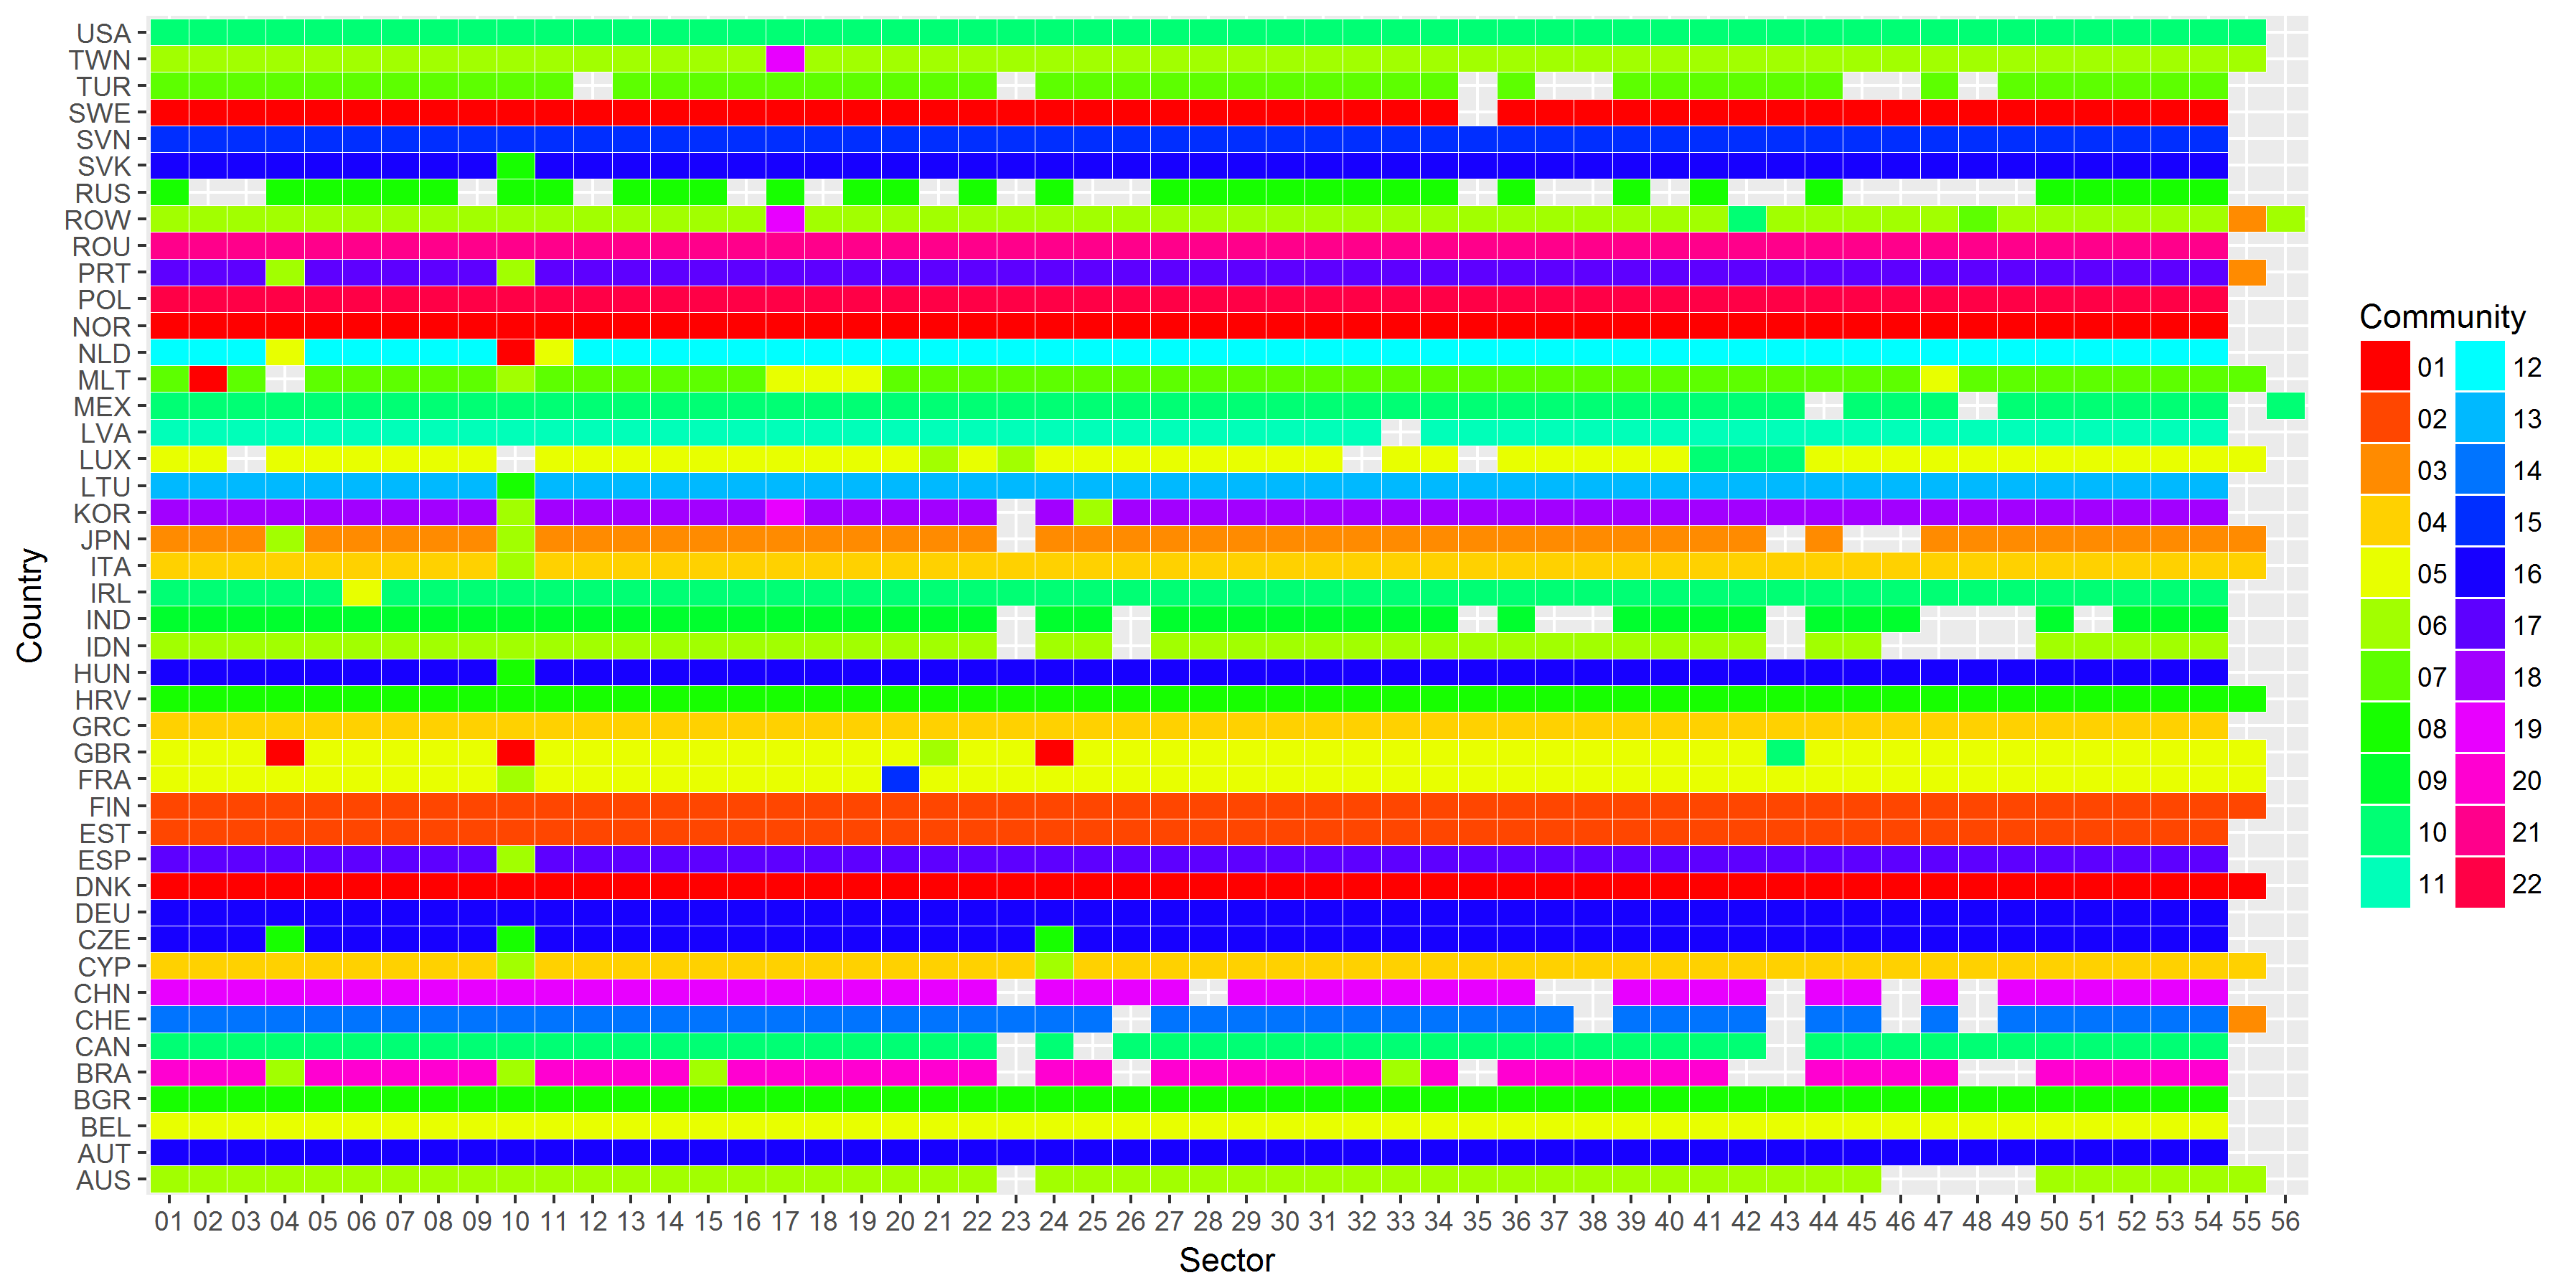 USA
TWN
TUR
SWE
SVN
SVK
RUS
ROW
ROU
PRT
POL
NOR
NLD
MLT
MEX
LVA
LUX
LTU
KOR
JPN
ITA
IRL
IND
IDN
HUN
HRV
GRC
GBR
FRA
FIN
EST
ESP
DNK
DEU
CZE
CYP
CHN
CHE
CAN
BRA
BGR
BEL
AUT
AUS
Country
01 02 03 04 05 06 07 08 09 10 11 12 13 14 15 16 17 18 19 20 21 22 23 24 25 26 27 28 29 30 31 32 33 34 35 36 37 38 39 40 41 42 43 44 45 46 47 48 49 50 51 52 53 54 55 56
Sector
Community
01 12
02 13
03 14
04 15
05 16
06 17
07 18
08 19
09 20
10 21
11 22